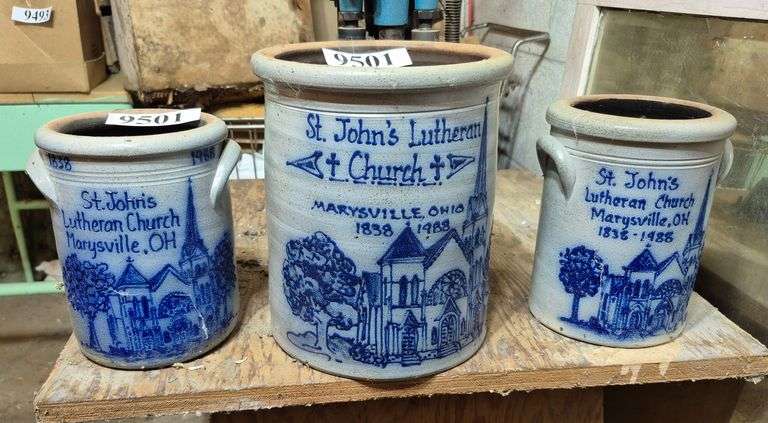 9493
9501
1838 1988
St. John's
Lutheran Church
Marysville, OH
9501
St. John's Lutheran
Church
MARYSVILLE, OHIO
1838 1988
St. John's
Lutheran Church
Marysville, OH
1838-1988